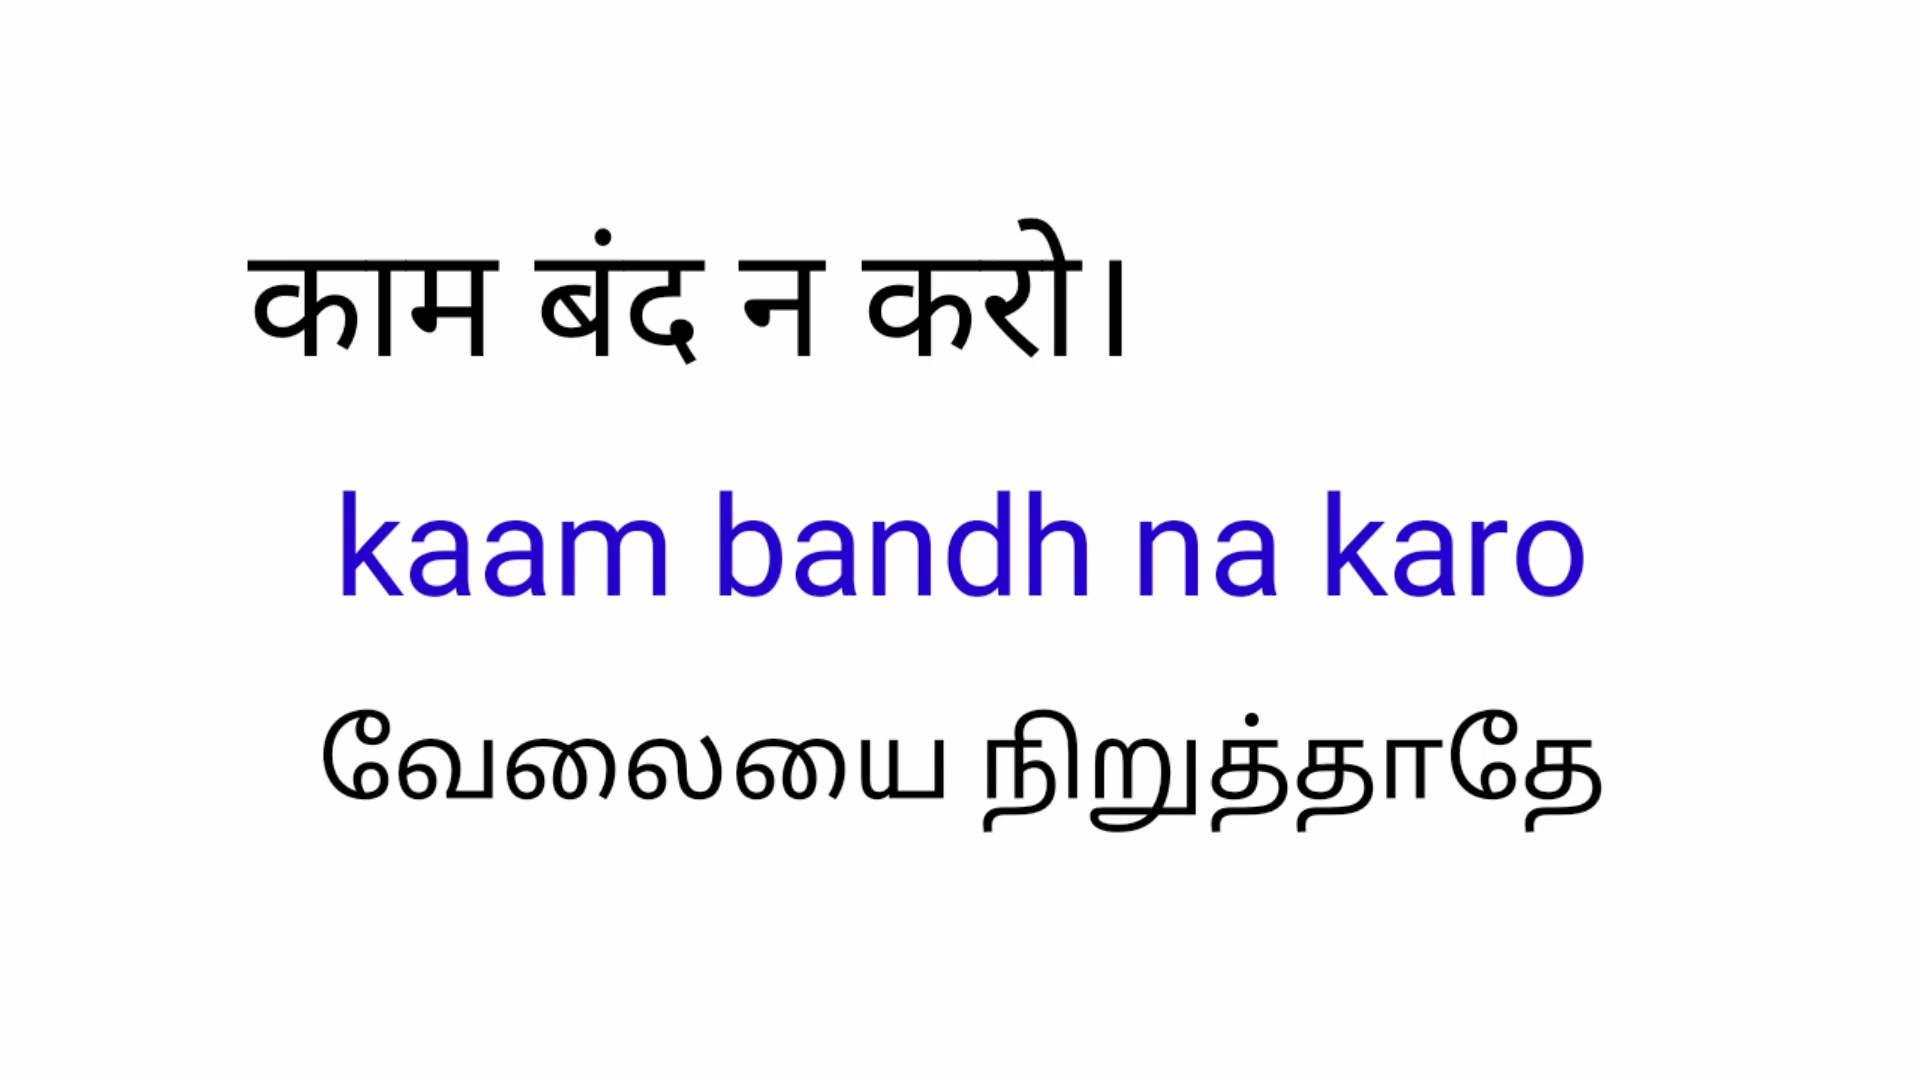 काम बंद न करो।
kaam bandh na karo
வேலையை நிறுத்தாதே